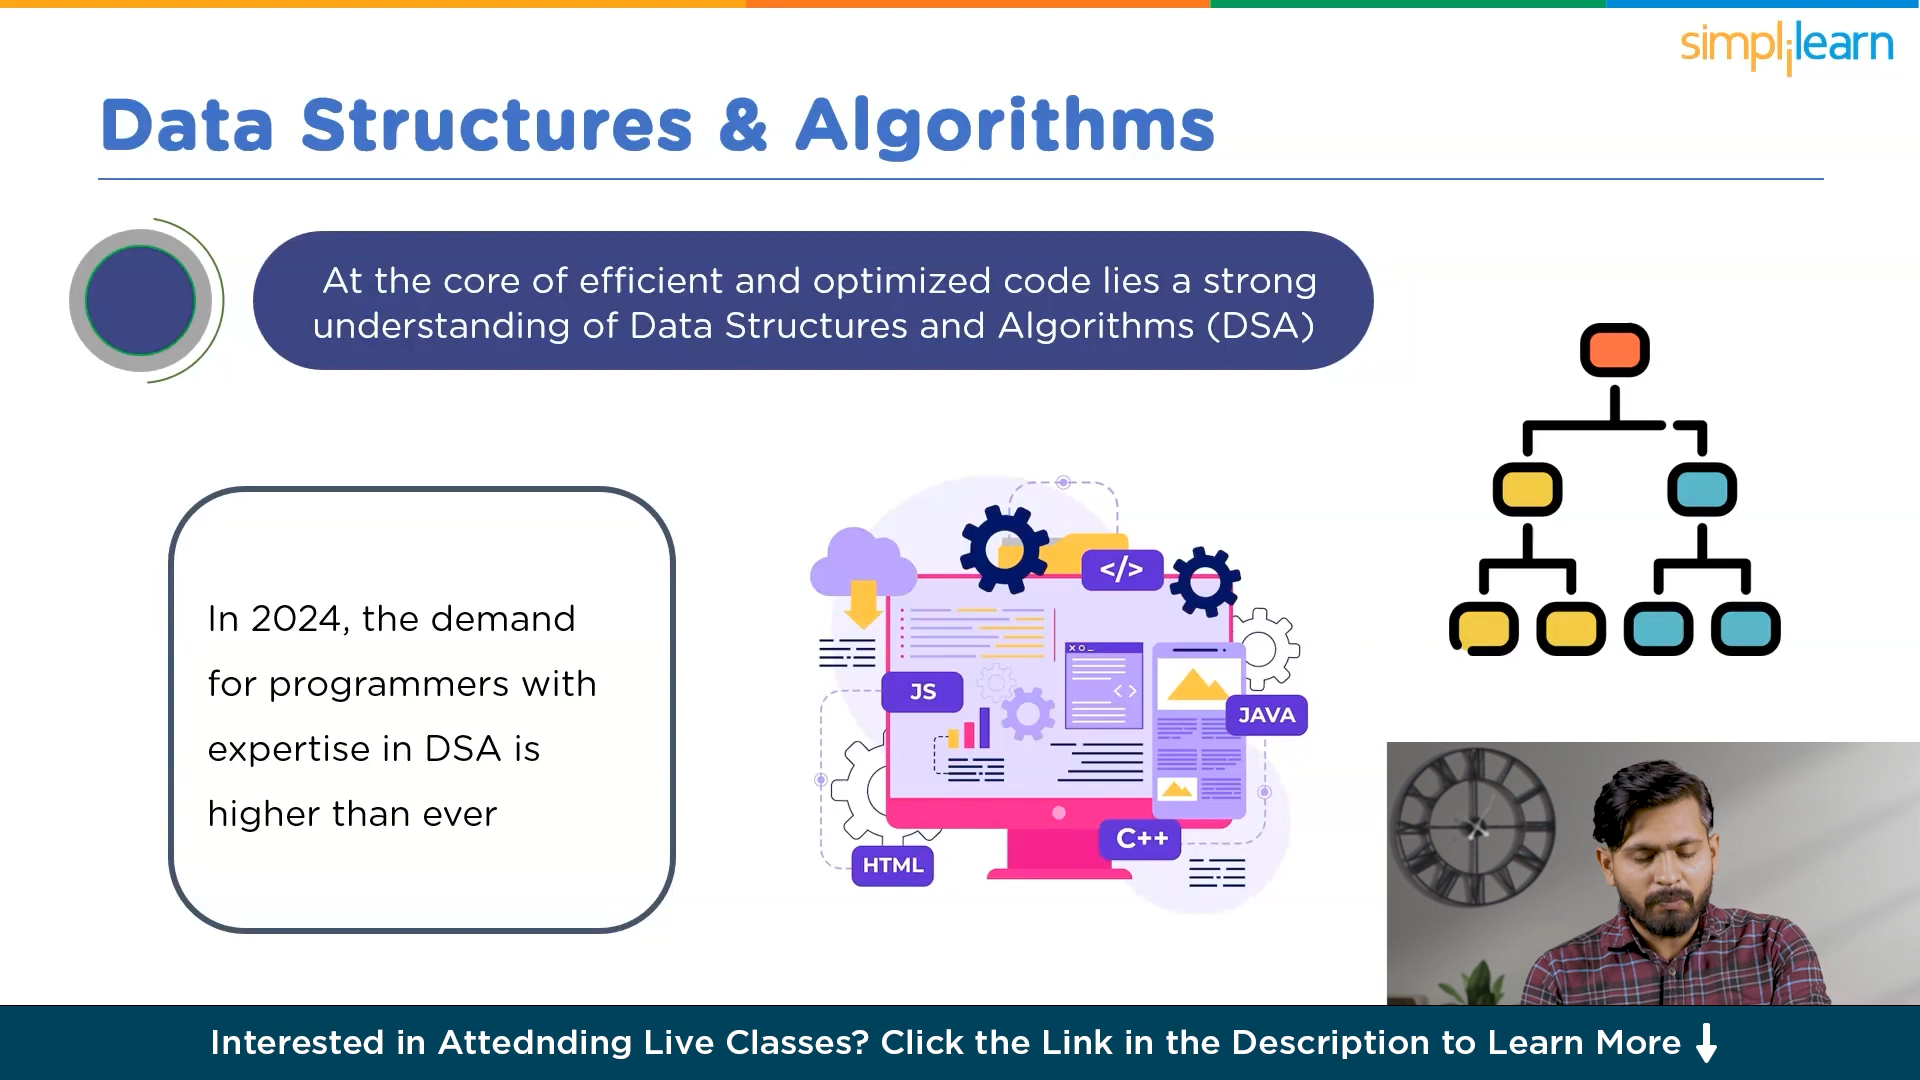 simplilearn
Data Structures & Algorithms
At the core of efficient and optimized code lies a strong
understanding of Data Structures and Algorithms (DSA)
In 2024, the demand
for programmers with
expertise in DSA is
higher than ever
</>
X O _
< >
JS
JAVA
C++
HTML
Interested in Attednding Live Classes? Click the Link in the Description to Learn More